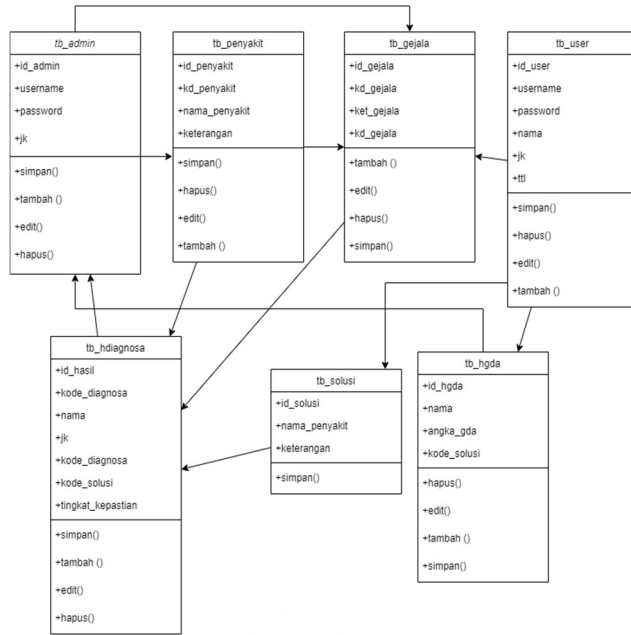 tb_admin
+id_admin
+username
+password
+jk
+simpan()
+tambah ()
+edit()
+hapus()
tb_penyakit
+id_penyakit
+kd_penyakit
+nama_penyakit
+keterangan
+simpan()
+hapus()
+edit()
+tambah ()
tb_gejala
+id_gejala
+kd_gejala
+ket_gejala
+kd_gejala
+tambah ()
+edit()
+hapus()
+simpan()
tb_user
+id_user
+username
+password
+nama
+jk
+ttl
+simpan()
+hapus()
+edit()
+tambah ()
tb_hdiagnosa
+id_hasil
+kode_diagnosa
+nama
+jk
+kode_diagnosa
+kode_solusi
+tingkat_kepastian
+simpan()
+tambah ()
+edit()
+hapus()
tb_solusi
+id_solusi
+nama_penyakit
+keterangan
+simpan()
tb_hgda
+id_hgda
+nama
+angka_gda
+kode_solusi
+hapus()
+edit()
+tambah ()
+simpan()